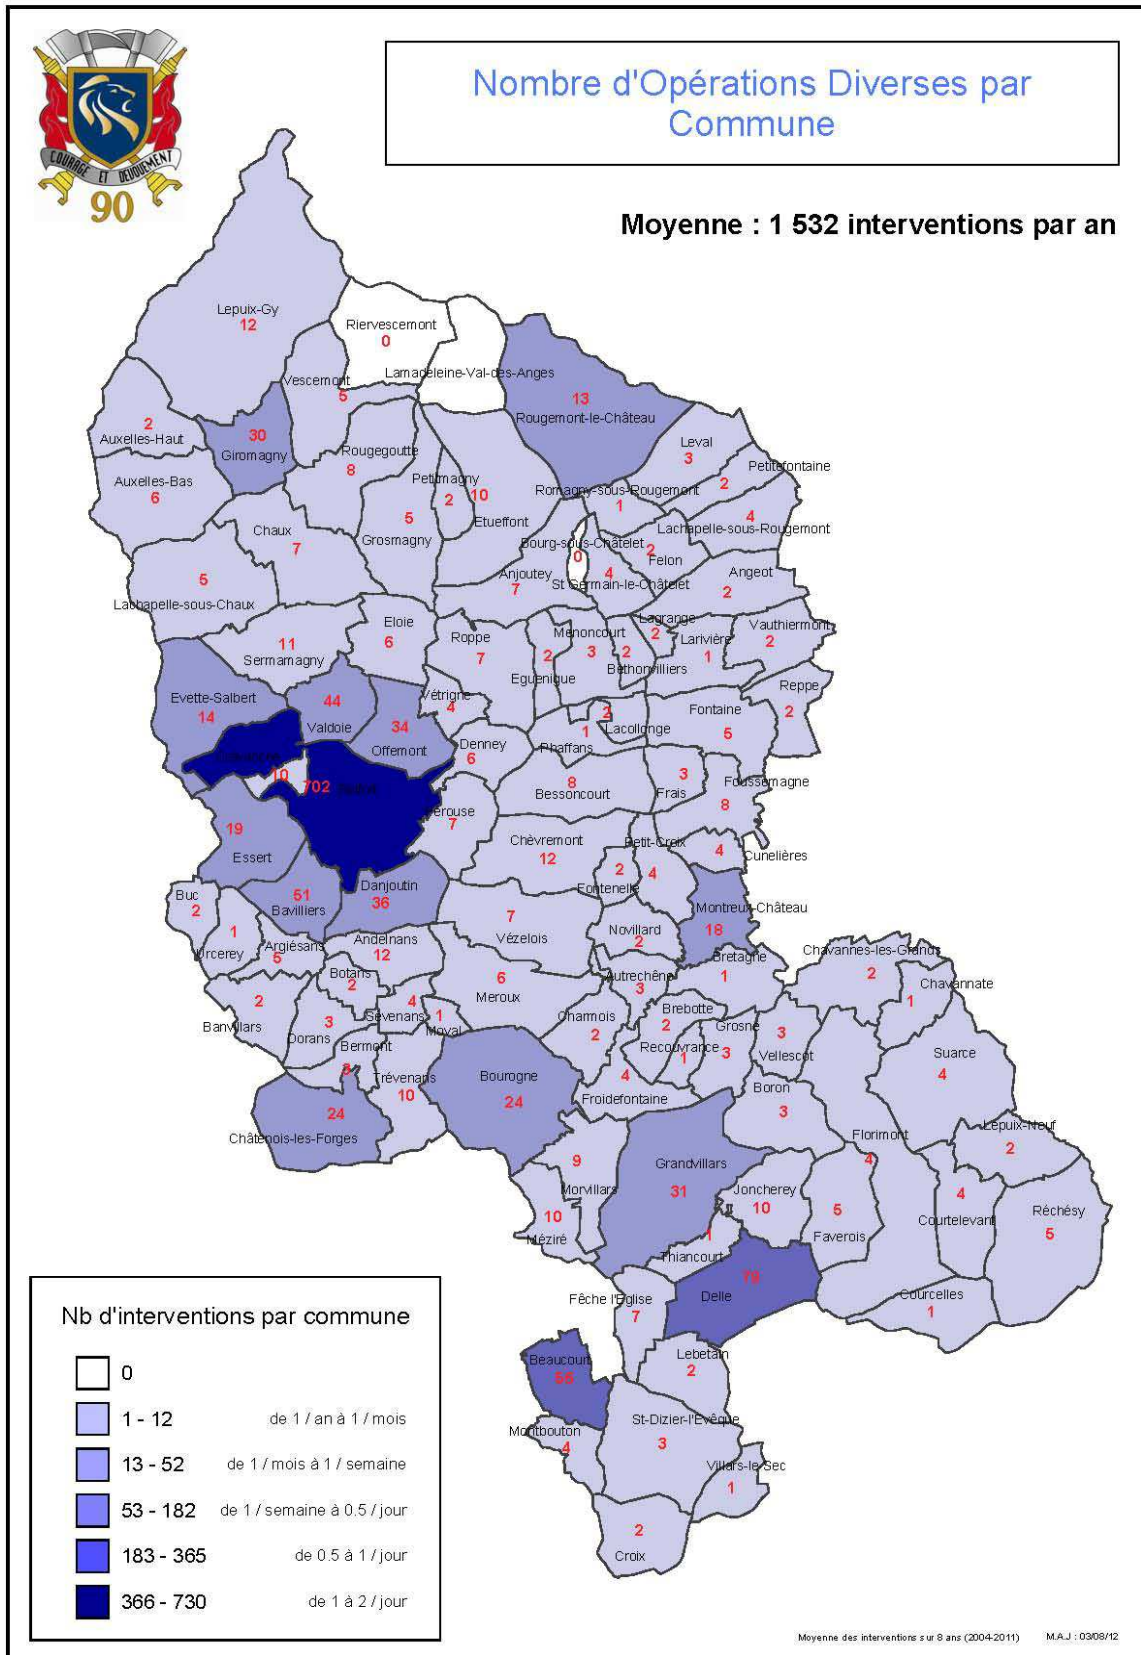 COURAGE ET DEVOUEMENT
90
Nombre d'Opérations Diverses par
Commune
Moyenne : 1 532 interventions par an
Lepuix-Gy
12
Riervescemont
0
Lamadeleine-Val-des-Anges
Vescemont
5
13
Rougemont-le-Château
2
Auxelles-Haut
30
Giromagny
Rougegoutte
8
Leval
3
Petitefontaine
2
Auxelles-Bas
6
Petitmagny
2
10
Etueffont
Romagny-sous-Rougemont
1
4
Lachapelle-sous-Rougemont
Chaux
7
5
Grosmagny
Bourg-sous-Châtelet
0
2
Felon
5
Lachapelle-sous-Chaux
Anjoutey
7
4
St Germain-le-Châtelet
Angeot
2
11
Sermamagny
Eloie
6
Roppe
7
2
Eguenigue
Menoncourt
3
2
Bethonvilliers
Lagrange
2
Larivière
1
Vauthiermont
2
Evette-Salbert
14
44
Valdoie
34
Offemont
Vétrigne
4
Reppe
2
Fontaine
5
2
Lacollonge
1
Phaffans
Denney
6
10
702
Pérouse
7
8
Bessoncourt
3
Frais
Foussemagne
8
19
Essert
Chèvremont
12
Petit-Croix
4
4
Cunelières
2
Fontenelle
51
Bavilliers
Danjoutin
36
Buc
2
1
Urcerey
7
Vézelois
Novillard
2
Montreux-Château
18
Argiésans
5
Andelnans
12
Botans
2
Bretagne
1
Chavannes-les-Grands
2
Chavannate
1
2
Banvillars
3
Dorans
4
Sévenans
1
Moval
6
Meroux
Autrechêne
3
Charmois
2
Brebotte
2
Recouvrance
1
Grosne
3
3
Vellescot
Suarce
4
Bermont
Trévenans
10
Bourogne
24
4
Froidefontaine
Boron
3
24
Châtenois-les-Forges
Florimont
4
Lepuix-Neuf
2
9
Morvillars
Grandvillars
31
Joncherey
10
5
Faverois
4
Courtelevant
Réchésy
5
10
Méziré
1
Thiancourt
Delle
Fêche l'Eglise
7
Courcelles
1
Beaucourt
Lebetain
2
Montbouton
4
St-Dizier-l'Evêque
3
Villars-le-Sec
1
2
Croix
Nb d'interventions par commune
0
1 - 12 de 1 / an à 1 / mois
13 - 52 de 1 / mois à 1 / semaine
53 - 182 de 1 / semaine à 0.5 / jour
183 - 365 de 0.5 à 1 / jour
366 - 730 de 1 à 2 / jour
Moyenne des interventions sur 8 ans (2004-2011) M.A.J : 03/08/12